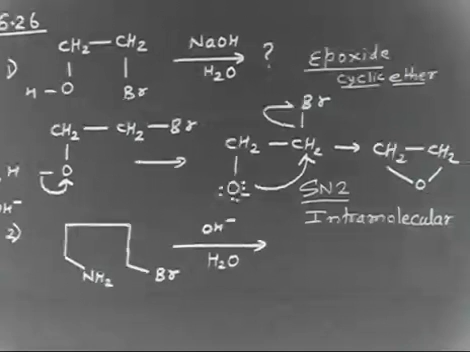 5.26
1) CH2 — CH2 NaOH ? Epoxide
H - O Br H2O cyclic ether
Br
CH2 — CH2 — Br CH2 — CH2 → CH2 — CH2
H - O :O: O
OH⁻ SN2
Intramolecular
2) OH⁻
NH2 Br H2O